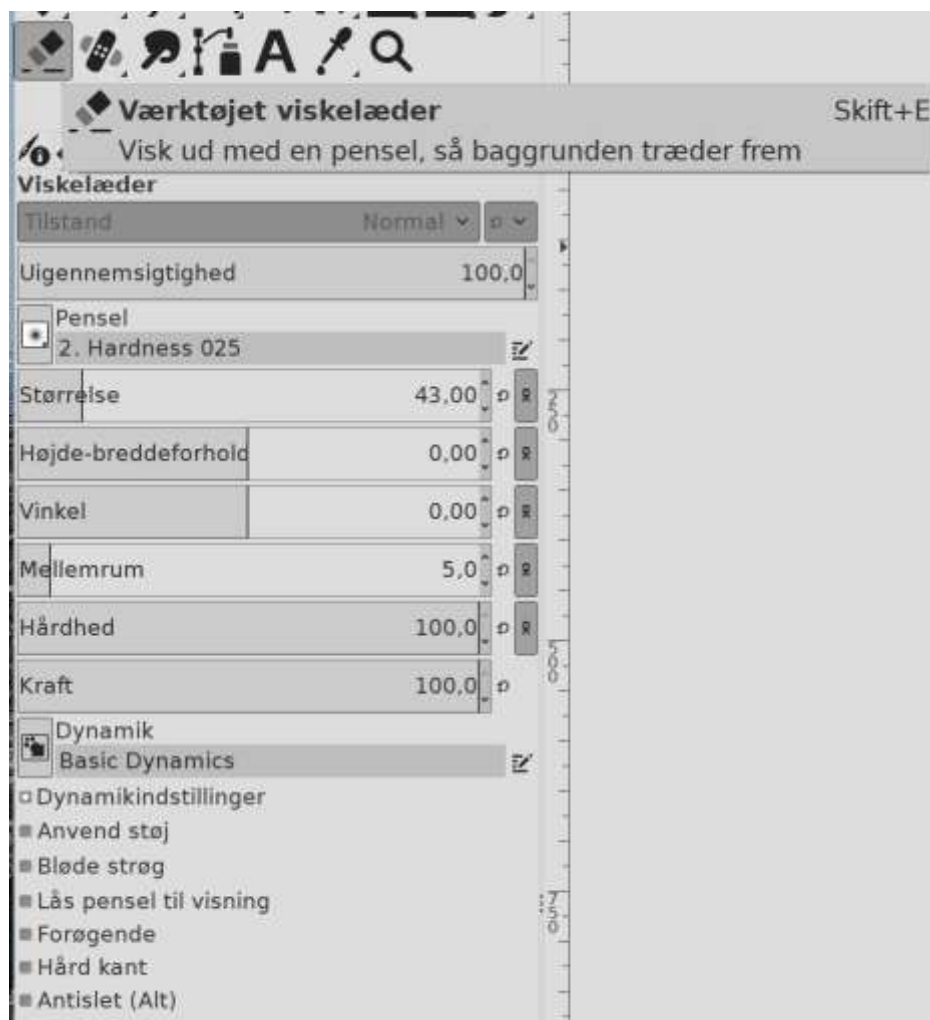 A
Værktøjet viskelæder Skift+E
Visk ud med en pensel, så baggrunden træder frem
Viskelæder
Tilstand Normal
Uigennemsigtighed 100,0
Pensel
2. Hardness 025
Størrelse 43,00
Højde-breddeforhold 0,00
Vinkel 0,00
Mellemrum 5,0
Hårdhed 100,0
Kraft 100,0
Dynamik
Basic Dynamics
Dynamikindstillinger
Anvend støj
Bløde strøg
Lås pensel til visning
Forøgende
Hård kant
Antislet (Alt)
250
500
750